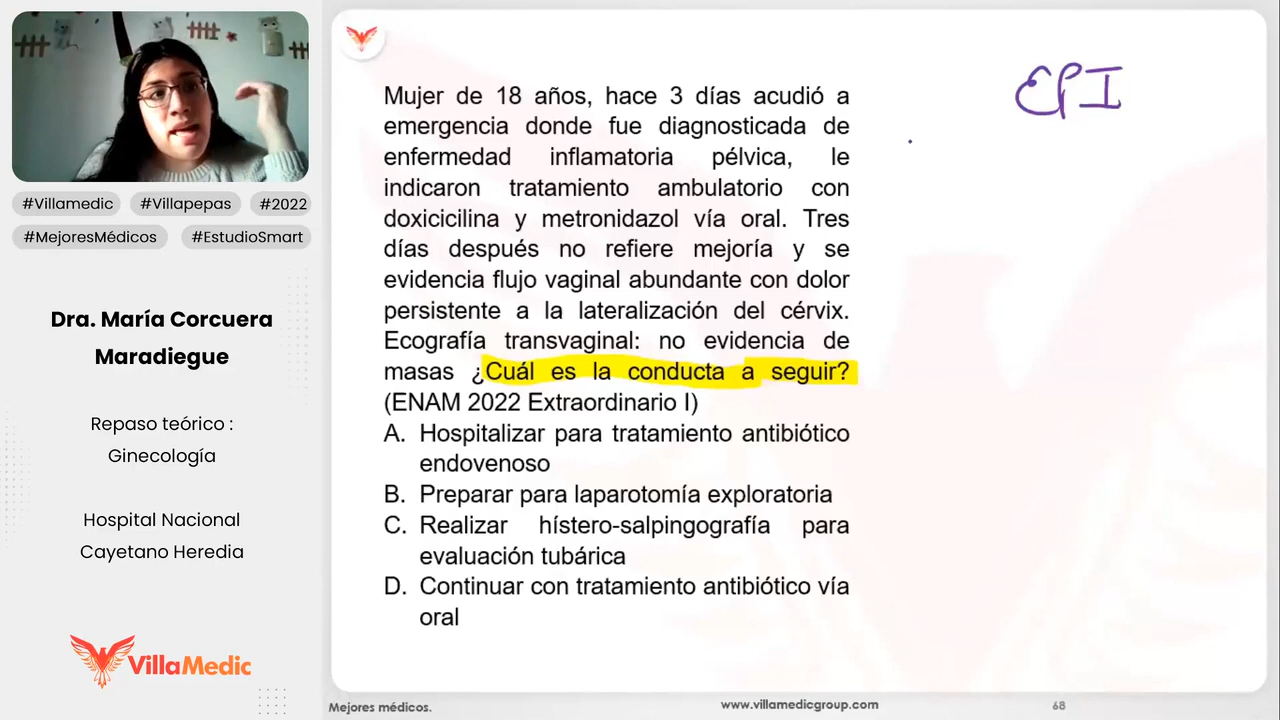 #Villamedic #Villapepas #2022
#MejoresMédicos #EstudioSmart
Dra. María Corcuera
Maradiegue
Repaso teórico :
Ginecología
Hospital Nacional
Cayetano Heredia
VillaMedic
EPI
Mujer de 18 años, hace 3 días acudió a
emergencia donde fue diagnosticada de
enfermedad inflamatoria pélvica, le
indicaron tratamiento ambulatorio con
doxicicilina y metronidazol vía oral. Tres
días después no refiere mejoría y se
evidencia flujo vaginal abundante con dolor
persistente a la lateralización del cérvix.
Ecografía transvaginal: no evidencia de
masas ¿Cuál es la conducta a seguir?
(ENAM 2022 Extraordinario I)
A. Hospitalizar para tratamiento antibiótico
endovenoso
B. Preparar para laparotomía exploratoria
C. Realizar hístero-salpingografía para
evaluación tubárica
D. Continuar con tratamiento antibiótico vía
oral
Mejores médicos. www.villamedicgroup.com 68